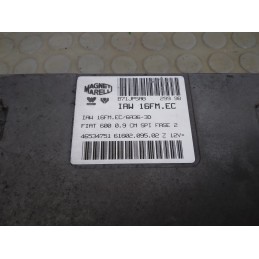 MAGNETI
MARELLI
IAW 16FM.EC
IAW 16FM.EC/6A36-3D
FIAT 600 0.9 CM SPI FASE 2
46534751 61602.095.02 Z 12V=